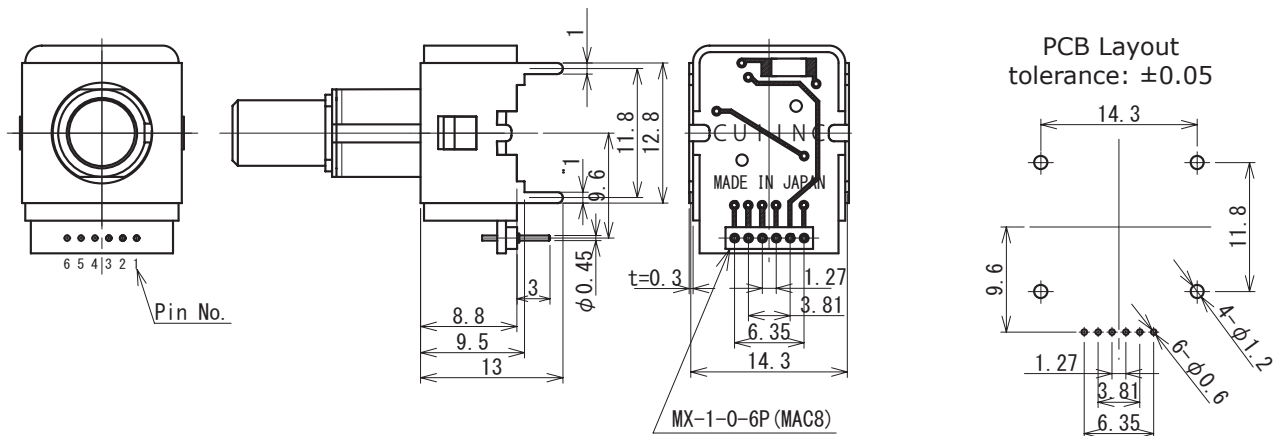 6 5 4 3 2 1
Pin No.
1
11.8
12.8
"1
9.6
φ0.45
3
8.8
9.5
13
CUI INC
MADE IN JAPAN
t=0.3
1.27
3.81
6.35
14.3
MX-1-0-6P(MAC8)
PCB Layout
tolerance: ±0.05
14.3
11.8
9.6
4-φ1.2
6-φ0.6
1.27
3.81
6.35